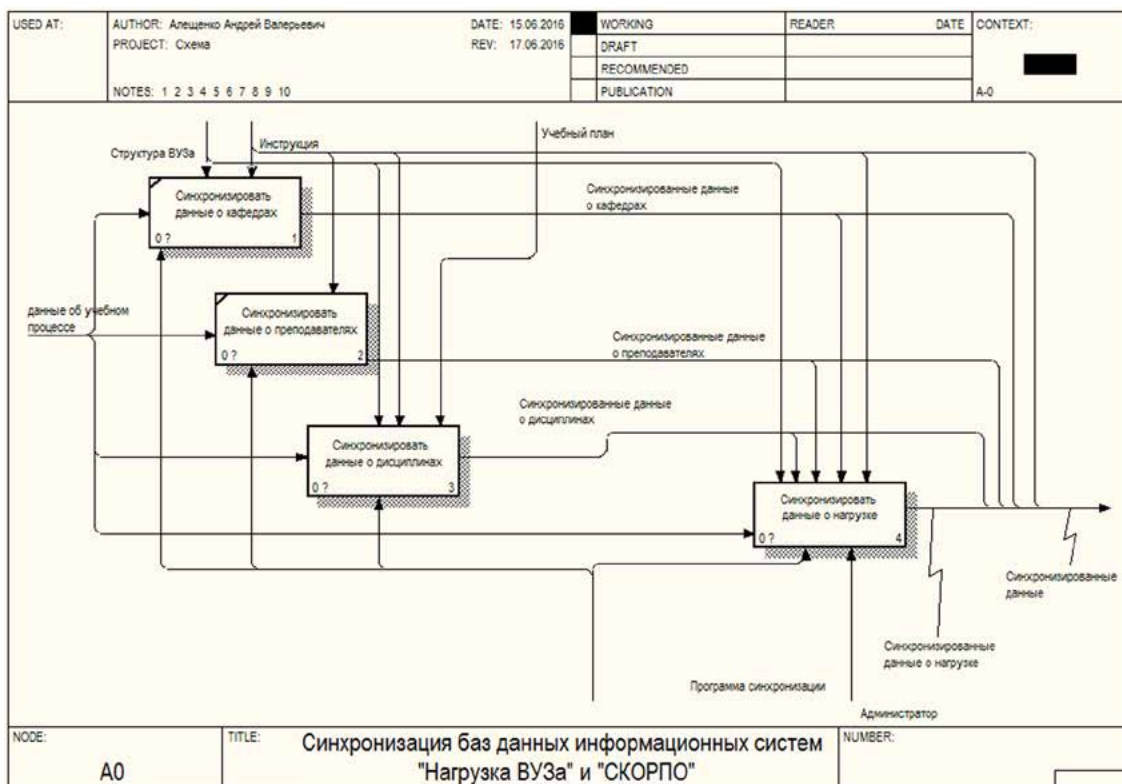 USED AT:
AUTHOR: Алещенко Андрей Валерьевич
DATE: 15.06.2016
WORKING
READER
DATE
CONTEXT:
PROJECT: Схема
REV: 17.06.2016
DRAFT
RECOMMENDED
NOTES: 1 2 3 4 5 6 7 8 9 10
PUBLICATION
A-0
Учебный план
Инструкция
Структура ВУЗа
Синхронизировать
данные о кафедрах
0 ?
1
Синхронизированные данные
о кафедрах
данные об учебном
процессе
Синхронизировать
данные о преподавателях
0 ?
2
Синхронизированные данные
о преподавателях
Синхронизированные данные
о дисциплинах
Синхронизировать
данные о дисциплинах
0 ?
3
Синхронизировать
данные о нагрузке
0 ?
4
Синхронизированные
данные
Синхронизированные
данные о нагрузке
Программа синхронизации
Администратор
NODE:
A0
TITLE:
Синхронизация баз данных информационных систем
"Нагрузка ВУЗа" и "СКОРПО"
NUMBER: